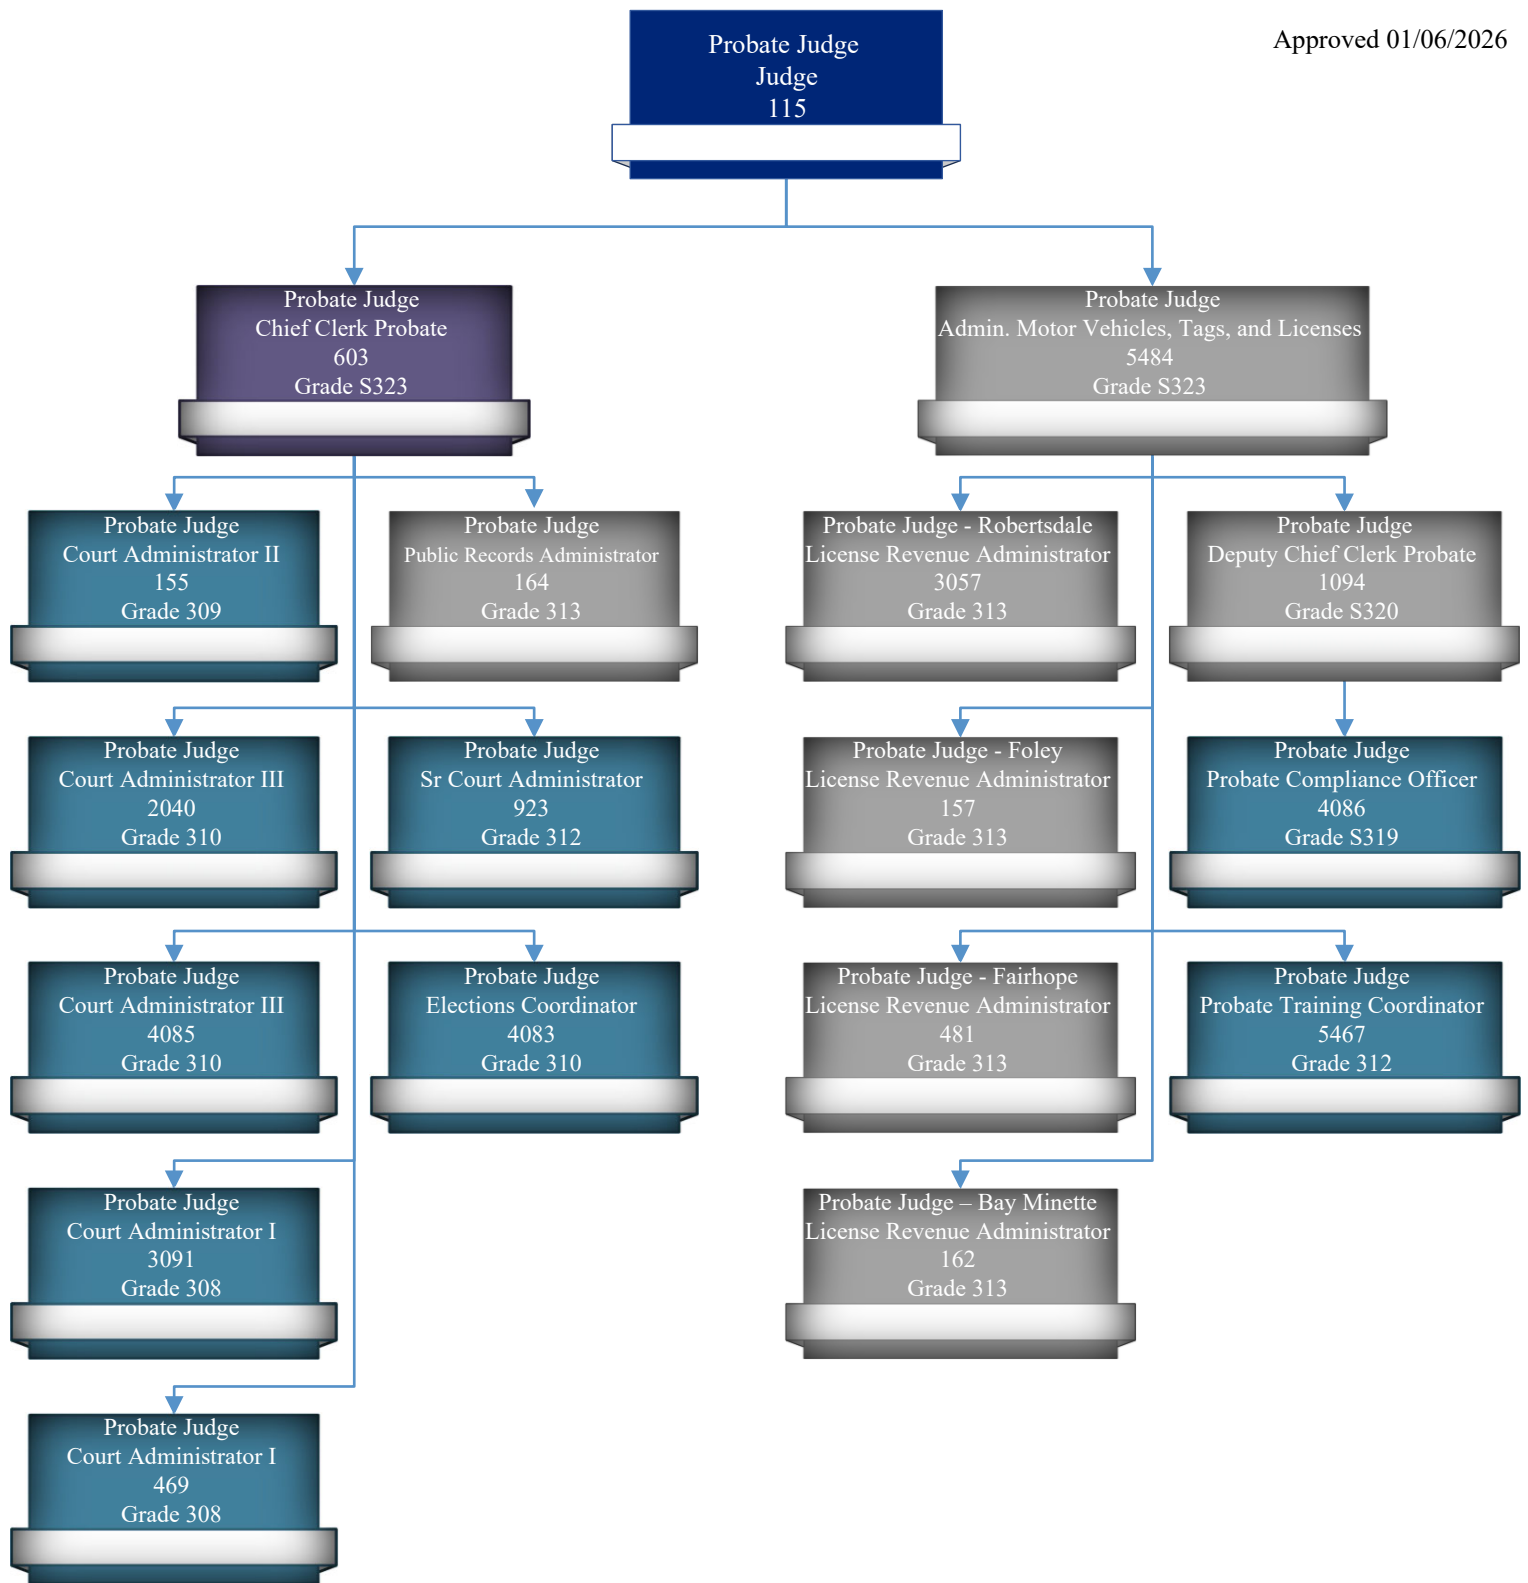 Approved 01/06/2026
Probate Judge
Judge
115
Probate Judge
Chief Clerk Probate
603
Grade S323
Probate Judge
Admin. Motor Vehicles, Tags, and Licenses
5484
Grade S323
Probate Judge
Court Administrator II
155
Grade 309
Probate Judge
Public Records Administrator
164
Grade 313
Probate Judge - Robertsdale
License Revenue Administrator
3057
Grade 313
Probate Judge
Deputy Chief Clerk Probate
1094
Grade S320
Probate Judge
Court Administrator III
2040
Grade 310
Probate Judge
Sr Court Administrator
923
Grade 312
Probate Judge - Foley
License Revenue Administrator
157
Grade 313
Probate Judge
Probate Compliance Officer
4086
Grade S319
Probate Judge
Court Administrator III
4085
Grade 310
Probate Judge
Elections Coordinator
4083
Grade 310
Probate Judge - Fairhope
License Revenue Administrator
481
Grade 313
Probate Judge
Probate Training Coordinator
5467
Grade 312
Probate Judge
Court Administrator I
3091
Grade 308
Probate Judge – Bay Minette
License Revenue Administrator
162
Grade 313
Probate Judge
Court Administrator I
469
Grade 308